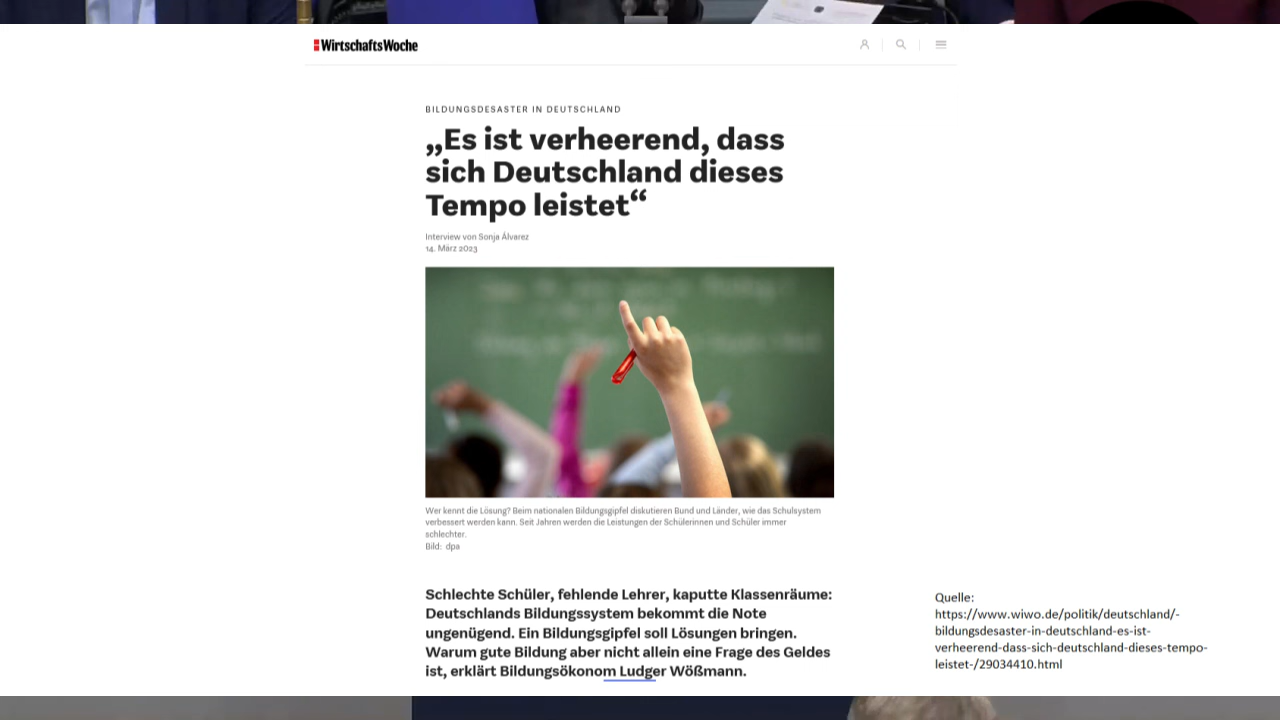 WirtschaftsWoche
BILDUNGSDESASTER IN DEUTSCHLAND
„Es ist verheerend, dass
sich Deutschland dieses
Tempo leistet“
Interview von Sonja Álvarez
14. März 2023
Wer kennt die Lösung? Beim nationalen Bildungsgipfel diskutieren Bund und Länder, wie das Schulsystem
verbessert werden kann. Seit Jahren werden die Leistungen der Schülerinnen und Schüler immer
schlechter.
Bild: dpa
Schlechte Schüler, fehlende Lehrer, kaputte Klassenräume:
Deutschlands Bildungssystem bekommt die Note
ungenügend. Ein Bildungsgipfel soll Lösungen bringen.
Warum gute Bildung aber nicht allein eine Frage des Geldes
ist, erklärt Bildungsökonom Ludger Wößmann.
Quelle:
https://www.wiwo.de/politik/deutschland/-
bildungsdesaster-in-deutschland-es-ist-
verheerend-dass-sich-deutschland-dieses-tempo-
leistet-/29034410.html